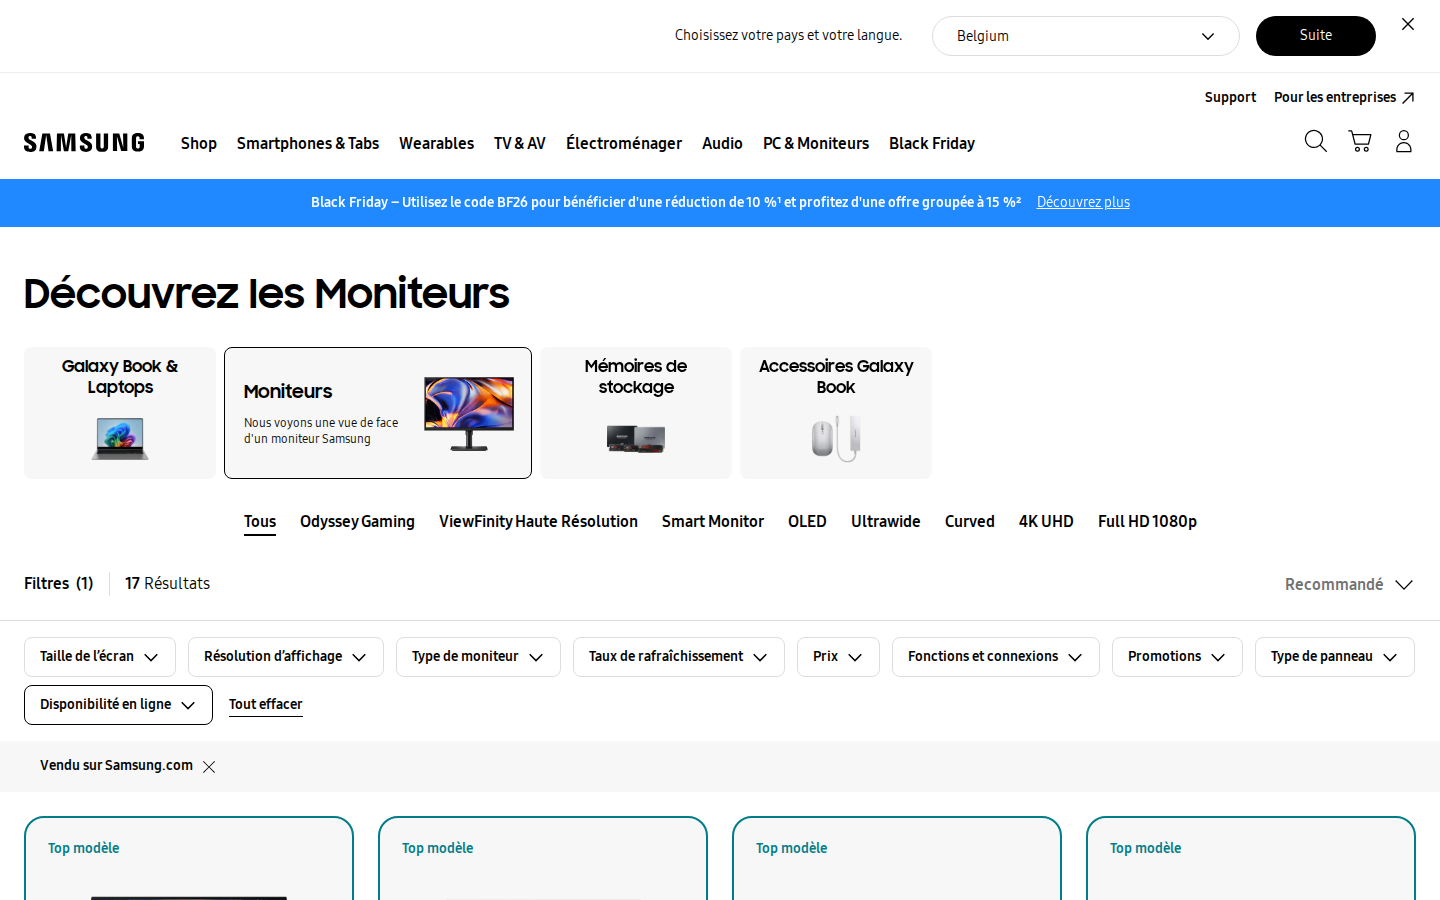 Choisissez votre pays et votre langue.
Belgium
Suite
Support
Pour les entreprises
SAMSUNG
Shop
Smartphones & Tabs
Wearables
TV & AV
Électroménager
Audio
PC & Moniteurs
Black Friday
Black Friday – Utilisez le code BF26 pour bénéficier d'une réduction de 10 %¹ et profitez d'une offre groupée à 15 %²
Découvrez plus
Découvrez les Moniteurs
Galaxy Book &
Laptops
Moniteurs
Nous voyons une vue de face
d'un moniteur Samsung
Mémoires de
stockage
Accessoires Galaxy
Book
Tous
Odyssey Gaming
ViewFinity Haute Résolution
Smart Monitor
OLED
Ultrawide
Curved
4K UHD
Full HD 1080p
Filtres (1)
17 Résultats
Recommandé
Taille de l’écran
Résolution d’affichage
Type de moniteur
Taux de rafraîchissement
Prix
Fonctions et connexions
Promotions
Type de panneau
Disponibilité en ligne
Tout effacer
Vendu sur Samsung.com
Top modèle
Top modèle
Top modèle
Top modèle